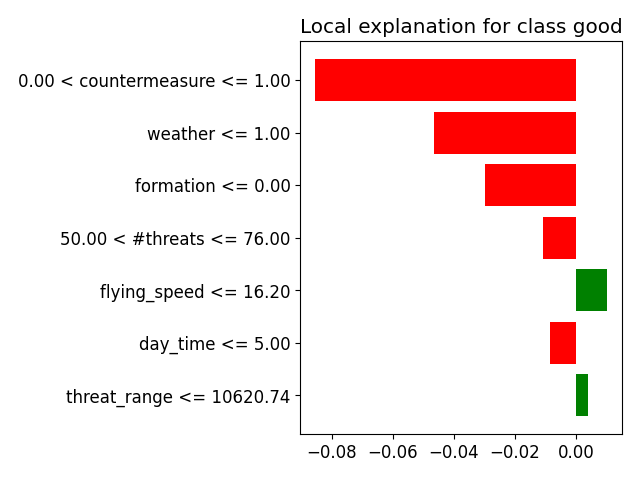 Local explanation for class good
0.00 < countermeasure <= 1.00
weather <= 1.00
formation <= 0.00
50.00 < #threats <= 76.00
flying_speed <= 16.20
day_time <= 5.00
threat_range <= 10620.74
−0.08 −0.06 −0.04 −0.02 0.00